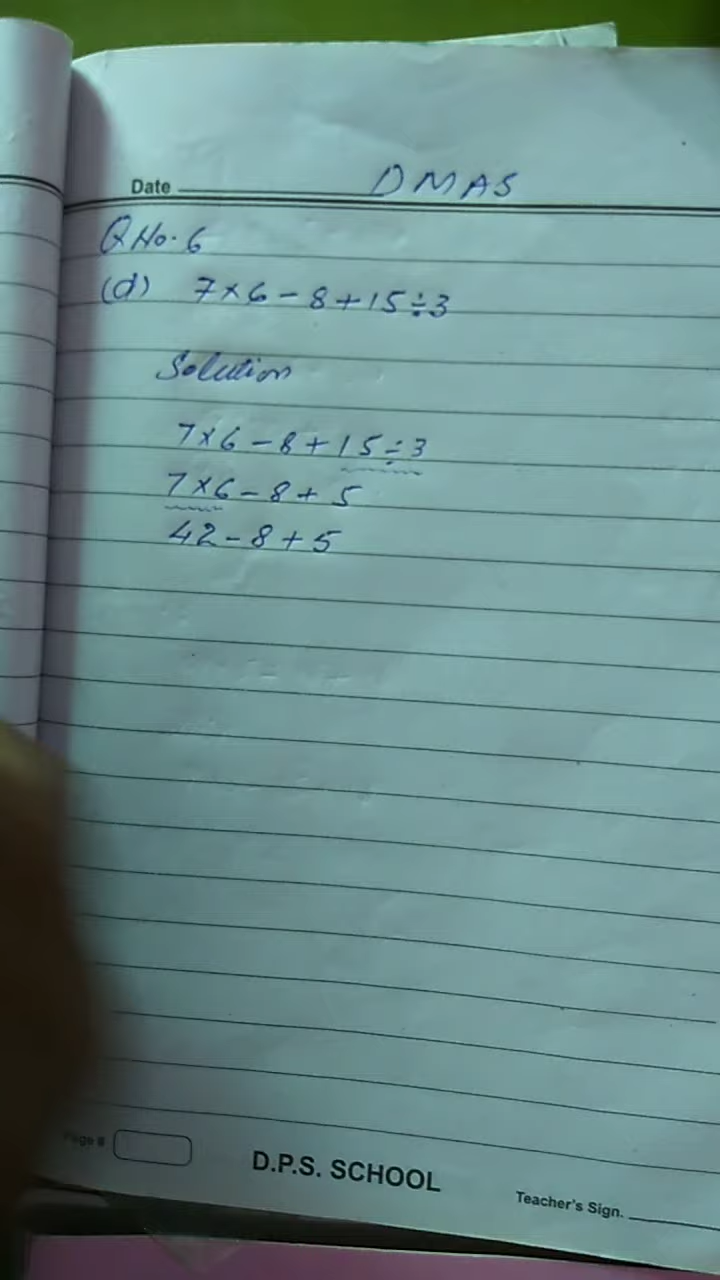 Date DMAS
Q No. 6
(d) 7×6-8+15÷3
Solution
7×6-8+15÷3
7×6-8+5
42-8+5
Page #
D.P.S. SCHOOL
Teacher's Sign.